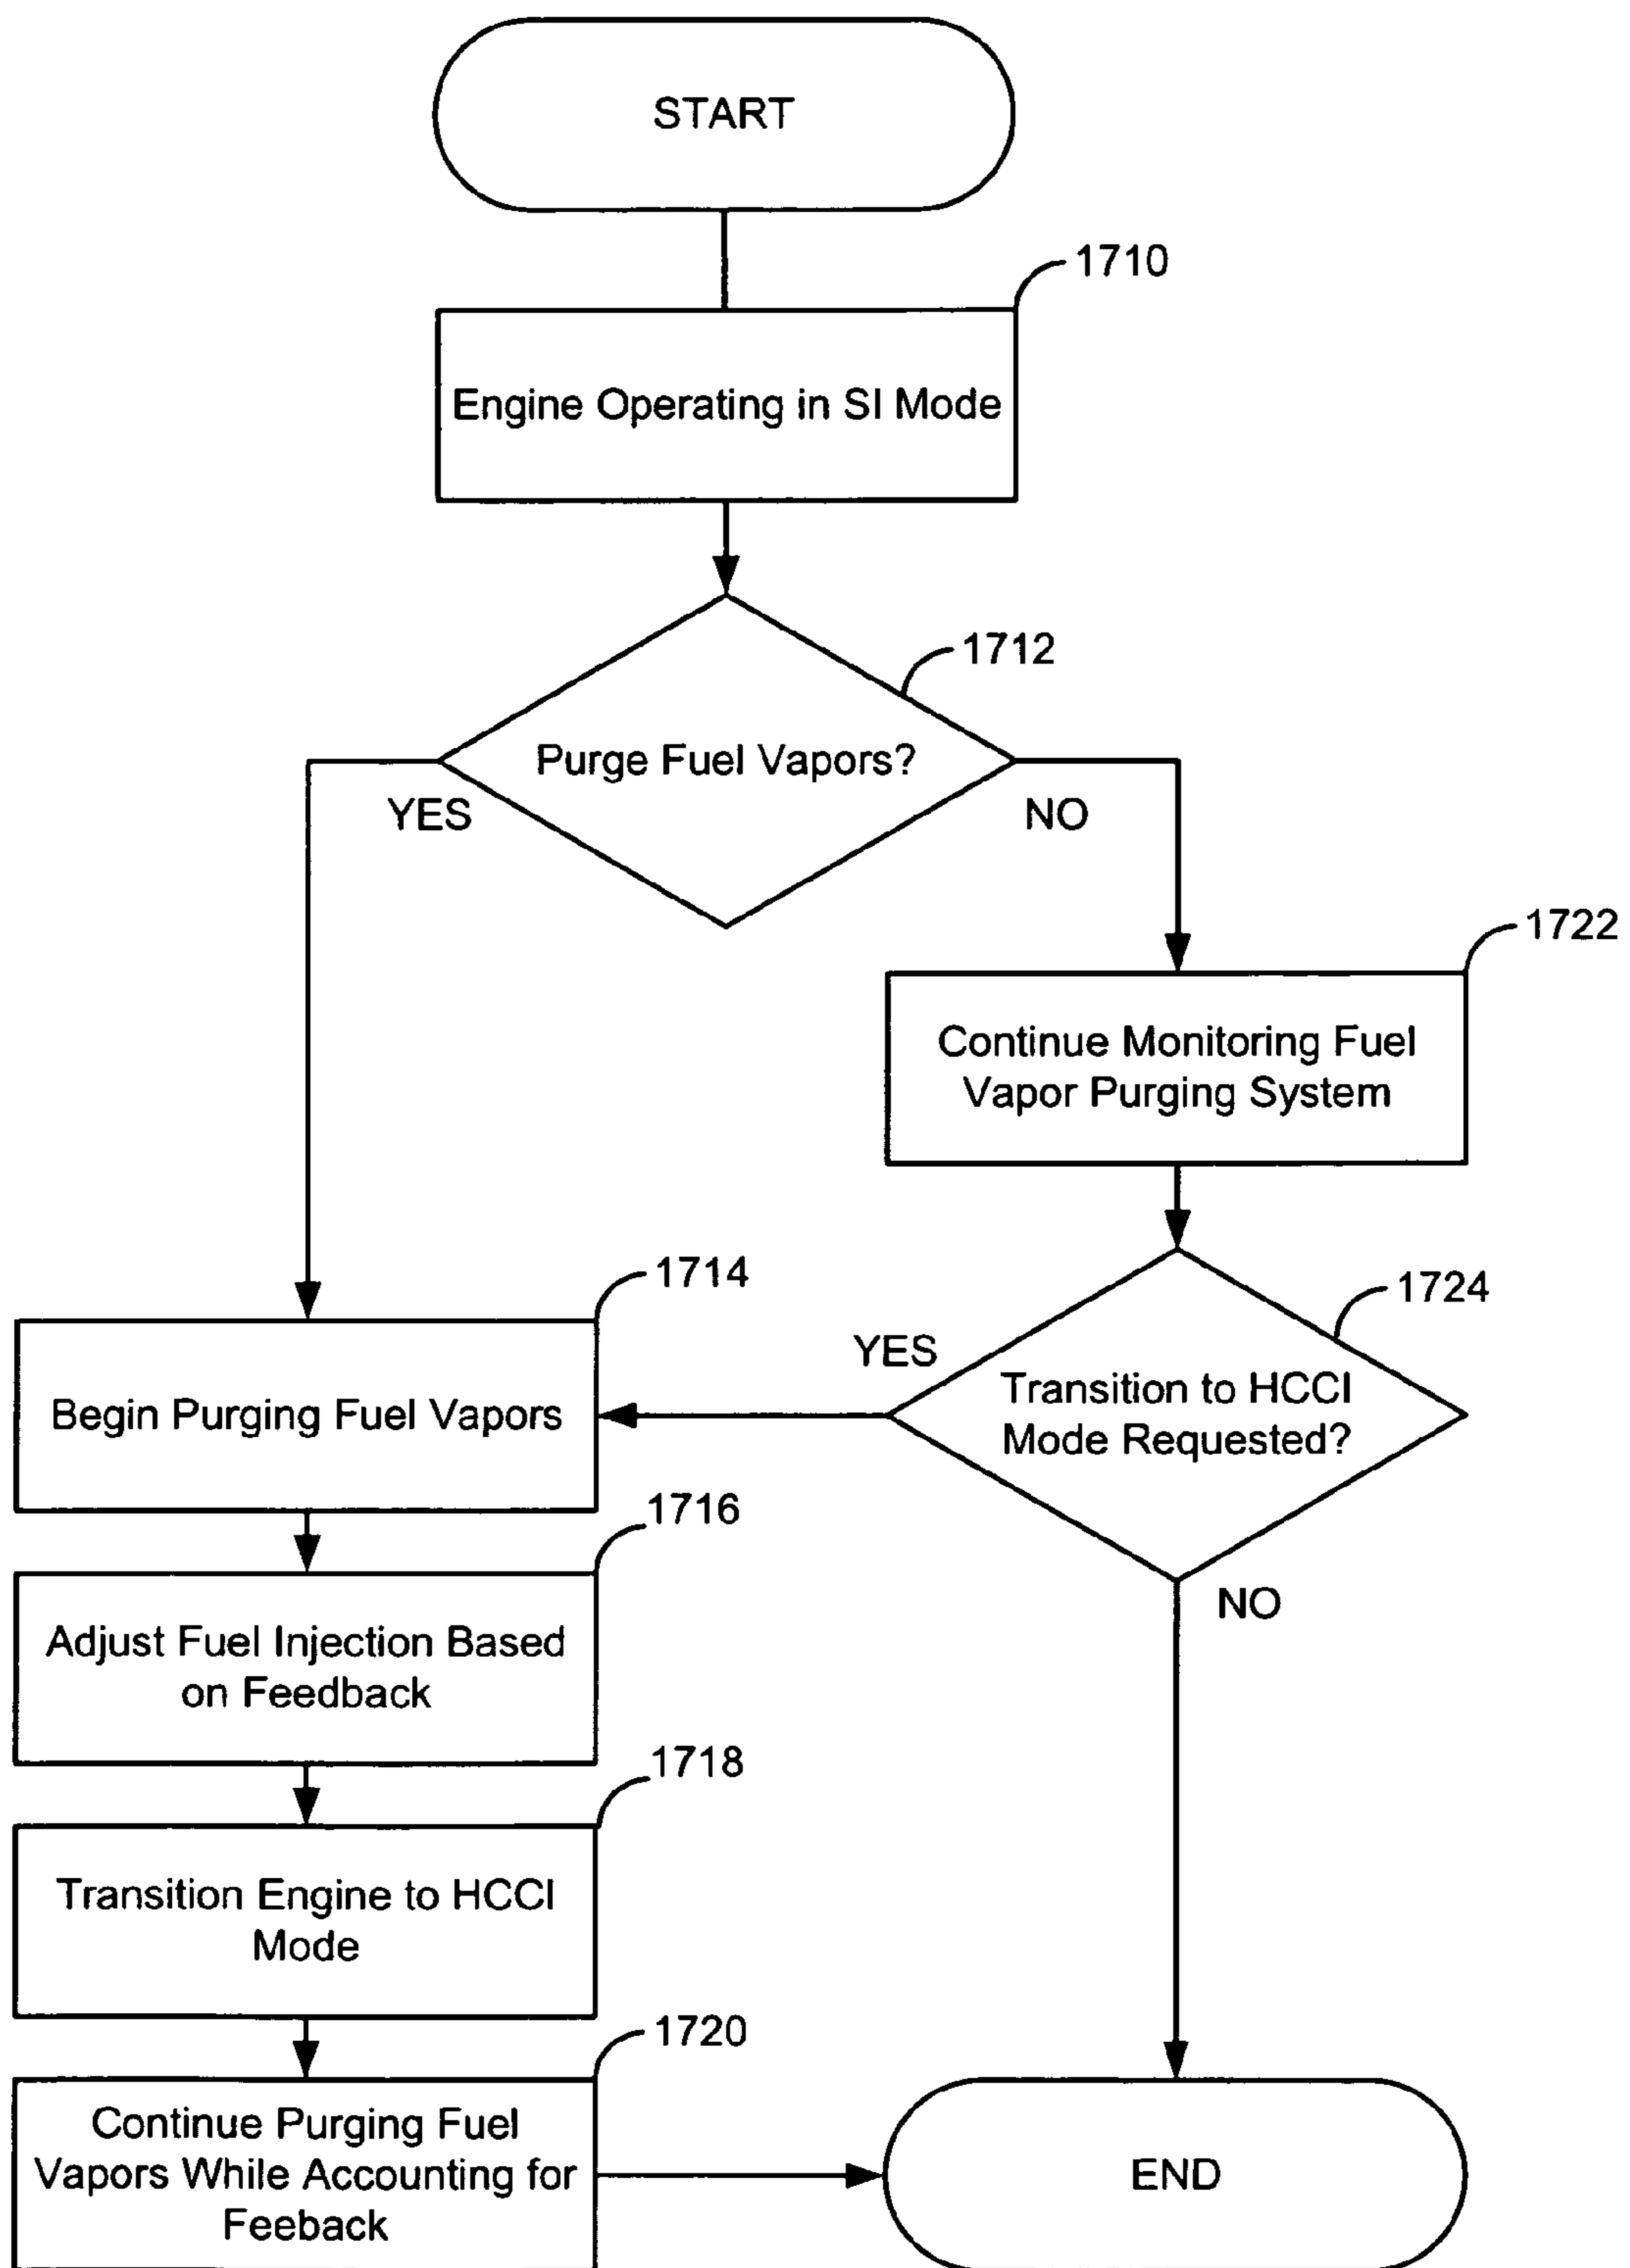 START
1710
Engine Operating in SI Mode
1712
Purge Fuel Vapors?
YES
NO
1722
Continue Monitoring Fuel
Vapor Purging System
1714
1724
YES
Transition to HCCI
Mode Requested?
Begin Purging Fuel Vapors
1716
NO
Adjust Fuel Injection Based
on Feedback
1718
Transition Engine to HCCI
Mode
1720
Continue Purging Fuel
Vapors While Accounting for
Feeback
END